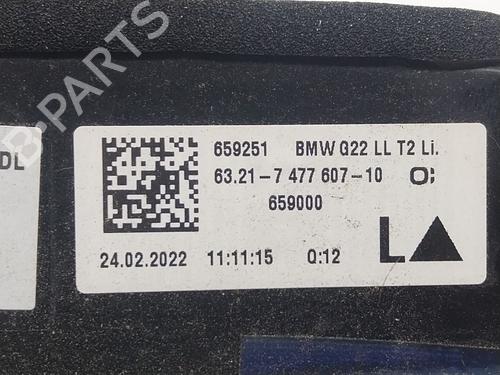 B-PARTS
659251 BMW G22 LL T2 Li.
DL
63.21-7 477 607-10 O;
659000
L
24.02.2022 11:11:15 Q:12